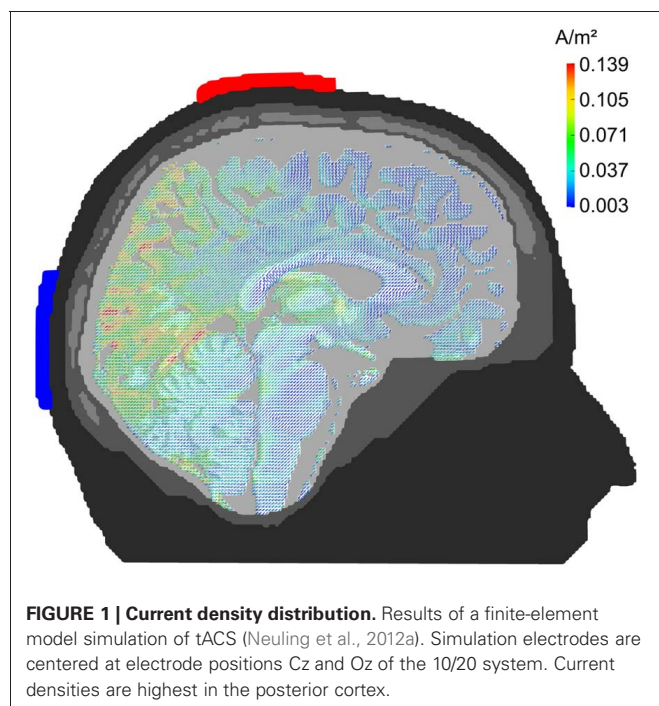 A/m²
0.139
0.105
0.071
0.037
0.003
FIGURE 1 | Current density distribution. Results of a finite-element
model simulation of tACS (Neuling et al., 2012a). Simulation electrodes are
centered at electrode positions Cz and Oz of the 10/20 system. Current
densities are highest in the posterior cortex.